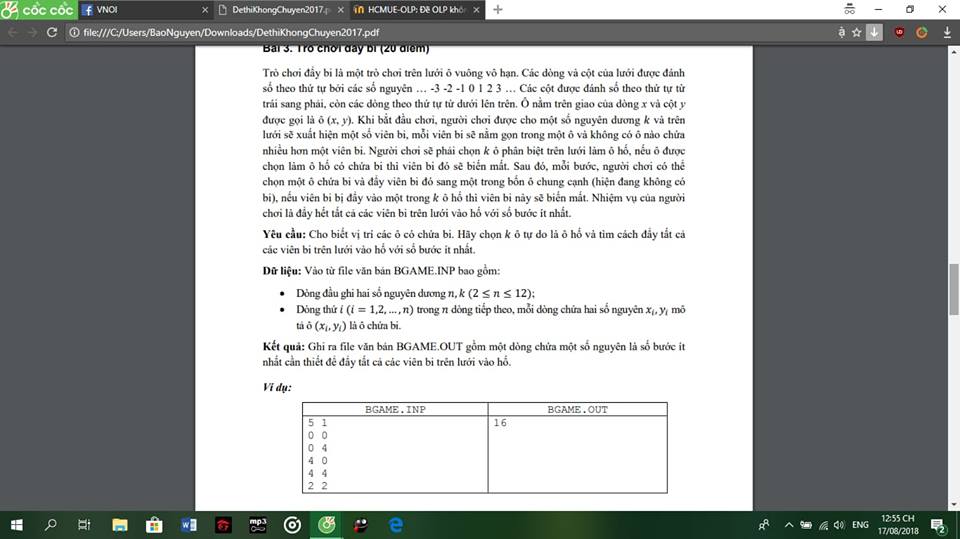 cốc cốc
VNOI
DethiKhongChuyen2017.p
HCMUE-OLP; Đề OLP khôn
file:///C:/Users/BaoNguyen/Downloads/DethiKhongChuyen2017.pdf
Bài 3. Trò chơi đẩy bi (20 điểm)
Trò chơi đẩy bi là một trò chơi trên lưới ô vuông vô hạn. Các dòng và cột của lưới được đánh
số theo thứ tự bởi các số nguyên … -3 -2 -1 0 1 2 3 … Các cột được đánh số theo thứ tự từ
trái sang phải, còn các dòng theo thứ tự từ dưới lên trên. Ô nằm trên giao của dòng x và cột y
được gọi là ô (x, y). Khi bắt đầu chơi, người chơi được cho một số nguyên dương k và trên
lưới sẽ xuất hiện một số viên bi, mỗi viên bi sẽ nằm gọn trong một ô và không có ô nào chứa
nhiều hơn một viên bi. Người chơi sẽ phải chọn k ô phân biệt trên lưới làm ô hố, nếu ô được
chọn làm ô hố có chứa bi thì viên bi đó sẽ biến mất. Sau đó, mỗi bước, người chơi có thể
chọn một ô chứa bi và đẩy viên bi đó sang một trong bốn ô chung cạnh (hiện đang không có
bi), nếu viên bi bị đẩy vào một trong k ô hố thì viên bi này sẽ biến mất. Nhiệm vụ của người
chơi là đẩy hết tất cả các viên bi trên lưới vào hố với số bước ít nhất.
Yêu cầu: Cho biết vị trí các ô có chứa bi. Hãy chọn k ô tự do là ô hố và tìm cách đẩy tất cả
các viên bi trên lưới vào hố với số bước ít nhất.
Dữ liệu: Vào từ file văn bản BGAME.INP bao gồm:
• Dòng đầu ghi hai số nguyên dương n, k (2 ≤ n ≤ 12);
• Dòng thứ i (i = 1,2, … , n) trong n dòng tiếp theo, mỗi dòng chứa hai số nguyên xᵢ, yᵢ mô
tả ô (xᵢ, yᵢ) là ô chứa bi.
Kết quả: Ghi ra file văn bản BGAME.OUT gồm một dòng chứa một số nguyên là số bước ít
nhất cần thiết để đẩy tất cả các viên bi trên lưới vào hố.
Ví dụ:
BGAME.INP BGAME.OUT
5 1 16
0 0
0 4
4 0
4 4
2 2
mp3
ENG
12:55 CH
17/08/2018
2